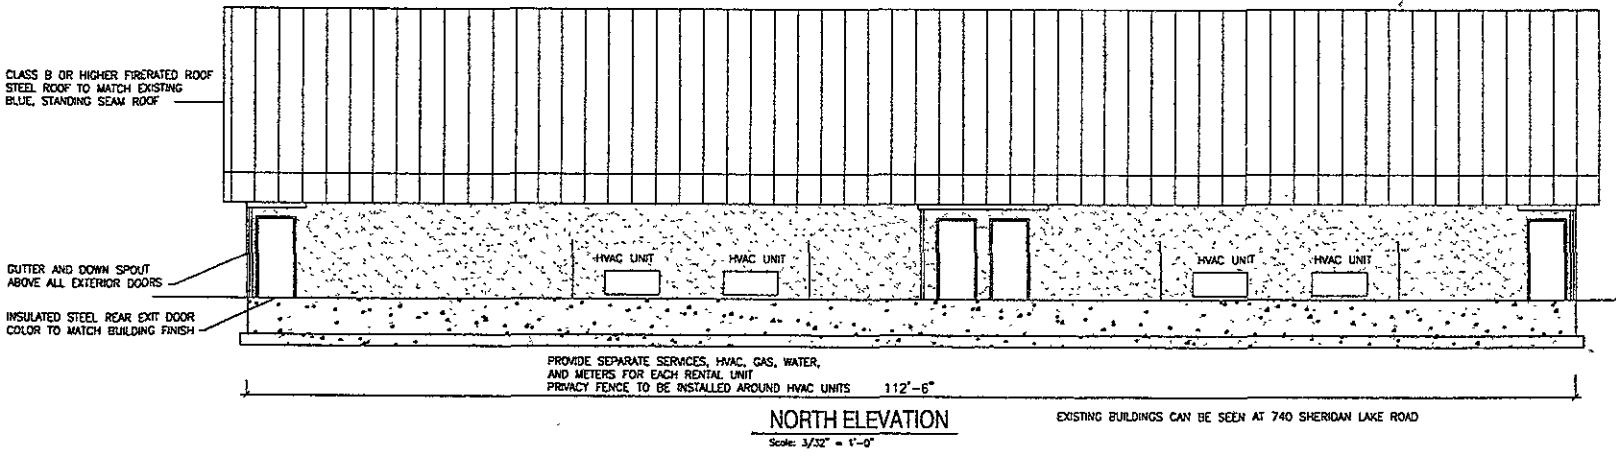 CLASS B OR HIGHER FIRERATED ROOF
STEEL ROOF TO MATCH EXISTING
BLUE, STANDING SEAM ROOF
GUTTER AND DOWN SPOUT
ABOVE ALL EXTERIOR DOORS
INSULATED STEEL REAR EXIT DOOR
COLOR TO MATCH BUILDING FINISH
HVAC UNIT
HVAC UNIT
HVAC UNIT
HVAC UNIT
PROVIDE SEPARATE SERVICES, HVAC, GAS, WATER,
AND METERS FOR EACH RENTAL UNIT
PRIVACY FENCE TO BE INSTALLED AROUND HVAC UNITS
112'-6"
NORTH ELEVATION
Scale: 3/32" = 1'-0"
EXISTING BUILDINGS CAN BE SEEN AT 740 SHERIDAN LAKE ROAD